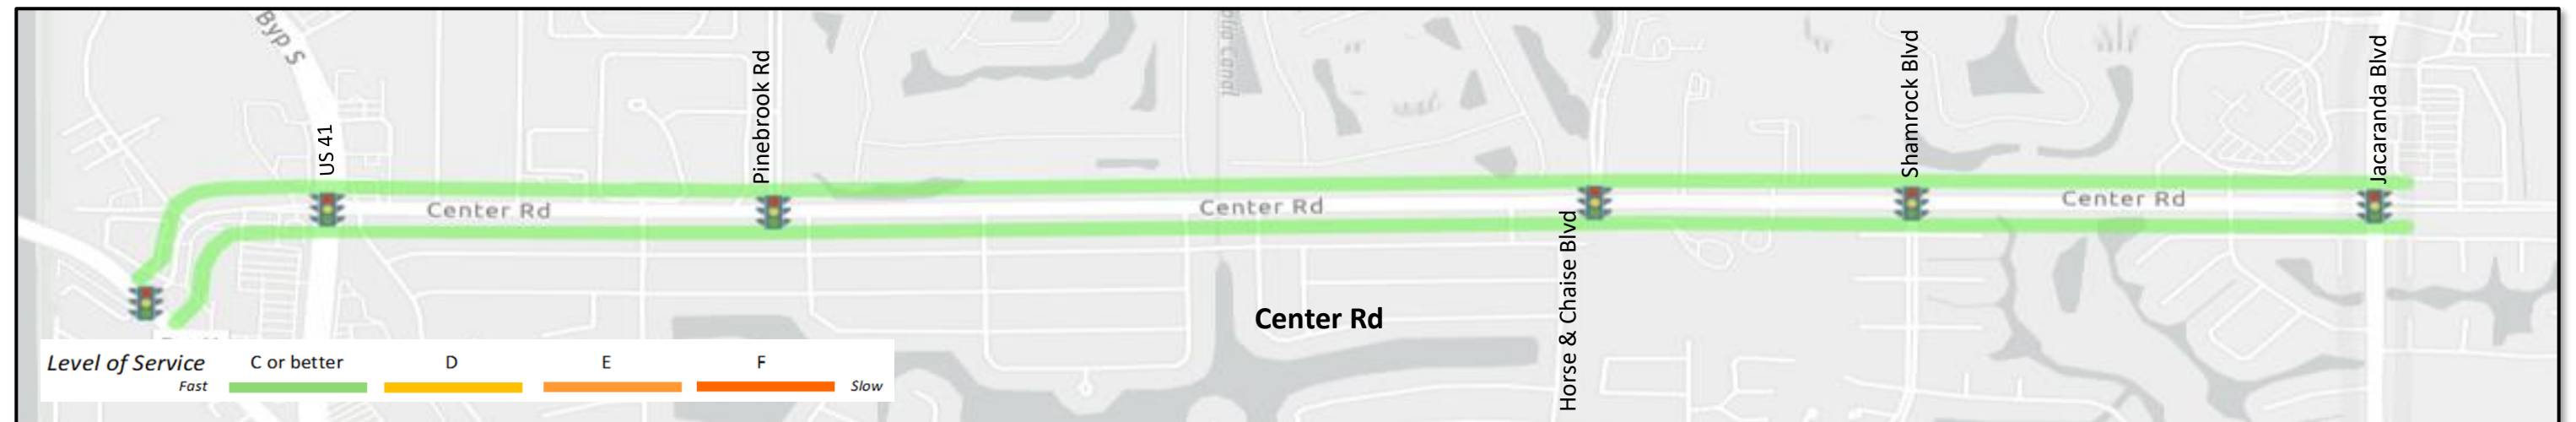 Byp S
US 41
Pinebrook Rd
Shamrock Blvd
Jacaranda Blvd
Center Rd
Center Rd
Center Rd
Horse & Chaise Blvd
Center Rd
Level of Service
C or better
D
E
F
Fast
Slow